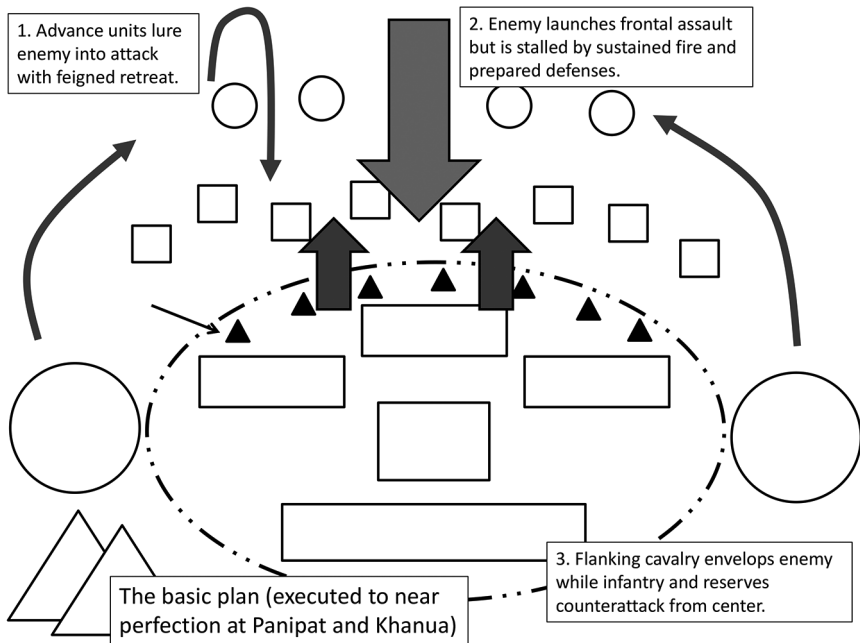 1. Advance units lure
enemy into attack
with feigned retreat.
2. Enemy launches frontal assault
but is stalled by sustained fire and
prepared defenses.
3. Flanking cavalry envelops enemy
while infantry and reserves
counterattack from center.
The basic plan (executed to near
perfection at Panipat and Khanua)